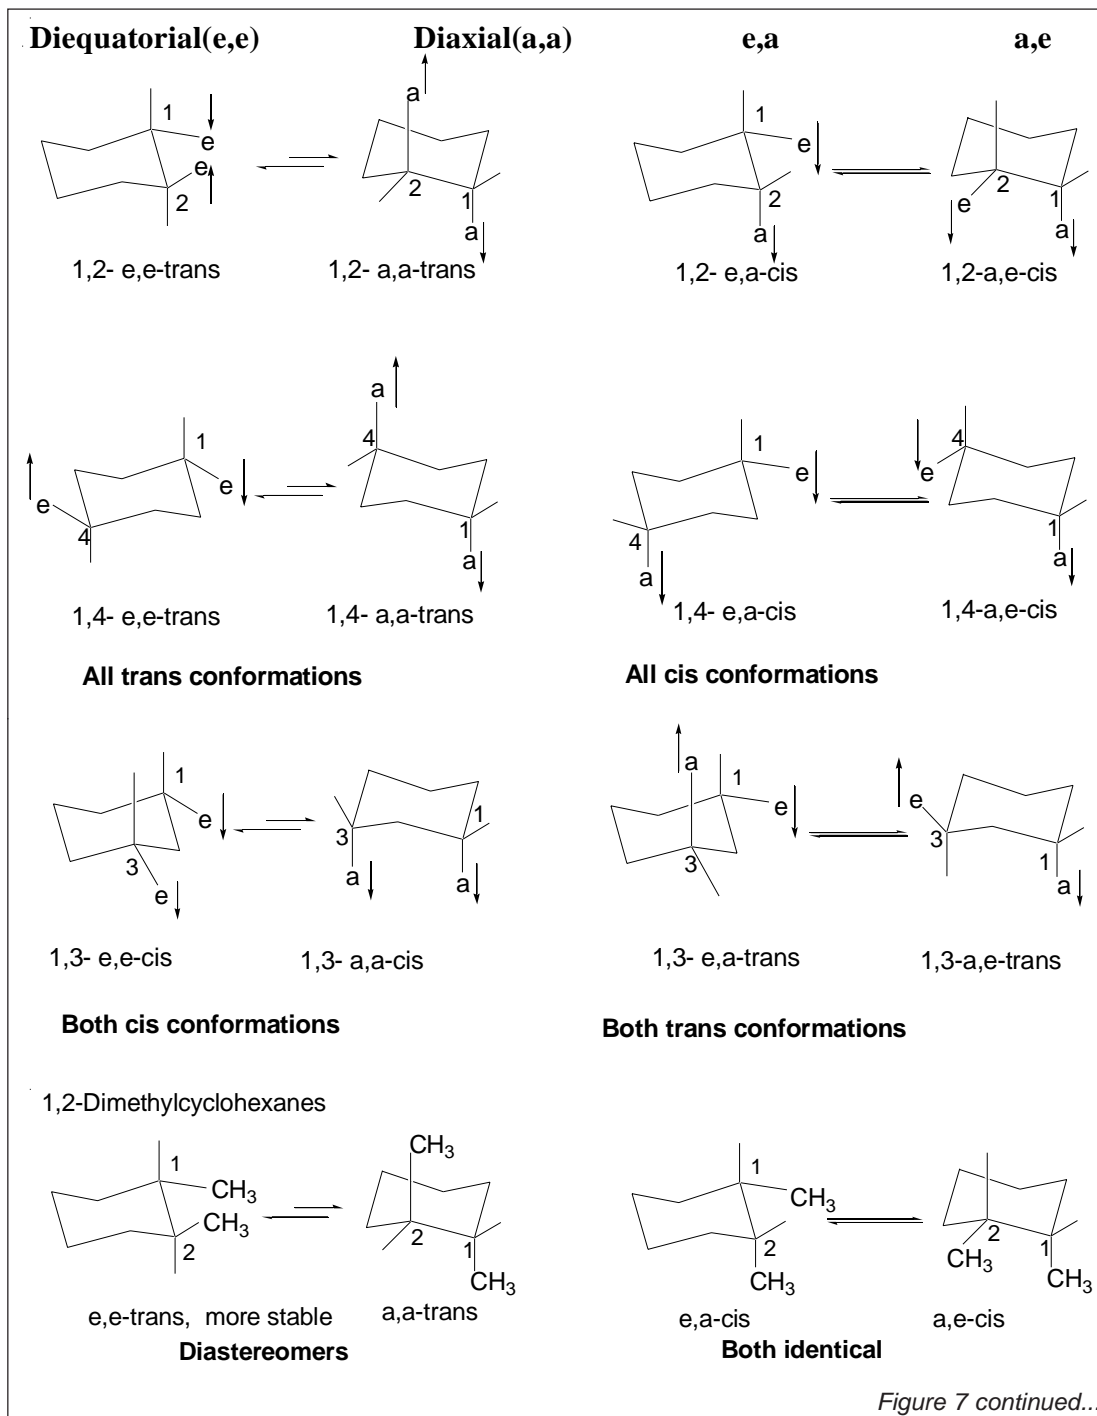 Diequatorial(e,e) Diaxial(a,a) e,a a,e
a
1 1
e e
e
2 2 2
1 e 1
a a a
1,2- e,e-trans 1,2- a,a-trans 1,2- e,a-cis 1,2-a,e-cis
a
1 4 1 4
e e e
e
4 1 4 1
a a a
1,4- e,e-trans 1,4- a,a-trans 1,4- e,a-cis 1,4-a,e-cis
All trans conformations All cis conformations
a
1 1
e 1 e e
3 3 3 1
e a a a
1,3- e,e-cis 1,3- a,a-cis 1,3- e,a-trans 1,3-a,e-trans
Both cis conformations Both trans conformations
1,2-Dimethylcyclohexanes
CH₃
1 1
CH₃ CH₃
CH₃
2 2 1 2 2 1
CH₃ CH₃ CH₃ CH₃
e,e-trans, more stable a,a-trans e,a-cis a,e-cis
Diastereomers Both identical
Figure 7 continued...